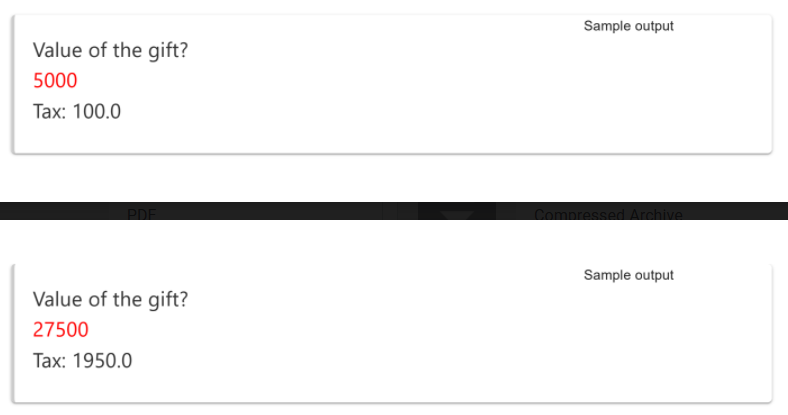 Sample output
Value of the gift?
5000
Tax: 100.0
PDF
Compressed Archive
Sample output
Value of the gift?
27500
Tax: 1950.0